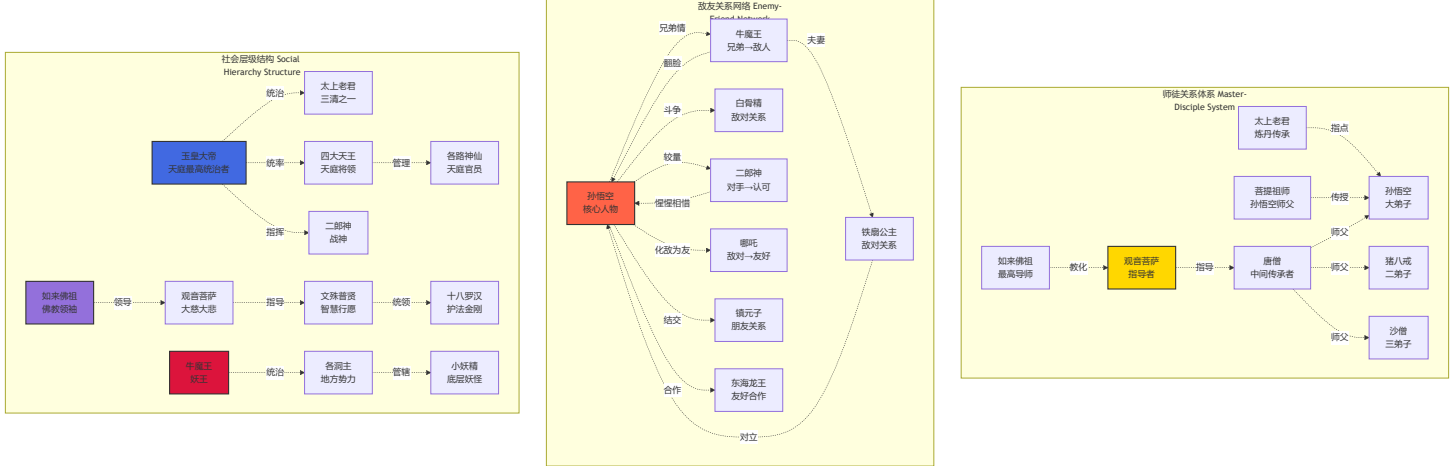 社会层级结构 Social
Hierarchy Structure
太上老君
三清之一
统治
玉皇大帝
天庭最高统治者
统率
四大天王
天庭将领
管理
各路神仙
天庭官员
指挥
二郎神
战神
如来佛祖
佛教领袖
领导
观音菩萨
大慈大悲
指导
文殊普贤
智慧行愿
统领
十八罗汉
护法金刚
牛魔王
妖王
统治
各洞主
地方势力
管辖
小妖精
底层妖怪
敌友关系网络 Enemy-
Friend Network
兄弟情
牛魔王
兄弟→敌人
夫妻
翻脸
斗争
白骨精
敌对关系
较量
二郎神
对手→认可
孙悟空
核心人物
惺惺相惜
铁扇公主
敌对关系
化敌为友
哪吒
敌对→友好
结交
镇元子
朋友关系
合作
东海龙王
友好合作
对立
师徒关系体系 Master-
Disciple System
太上老君
炼丹传承
指点
菩提祖师
孙悟空师父
传授
孙悟空
大弟子
师父
如来佛祖
最高导师
教化
观音菩萨
指导者
指导
唐僧
中间传承者
师父
猪八戒
二弟子
师父
沙僧
三弟子